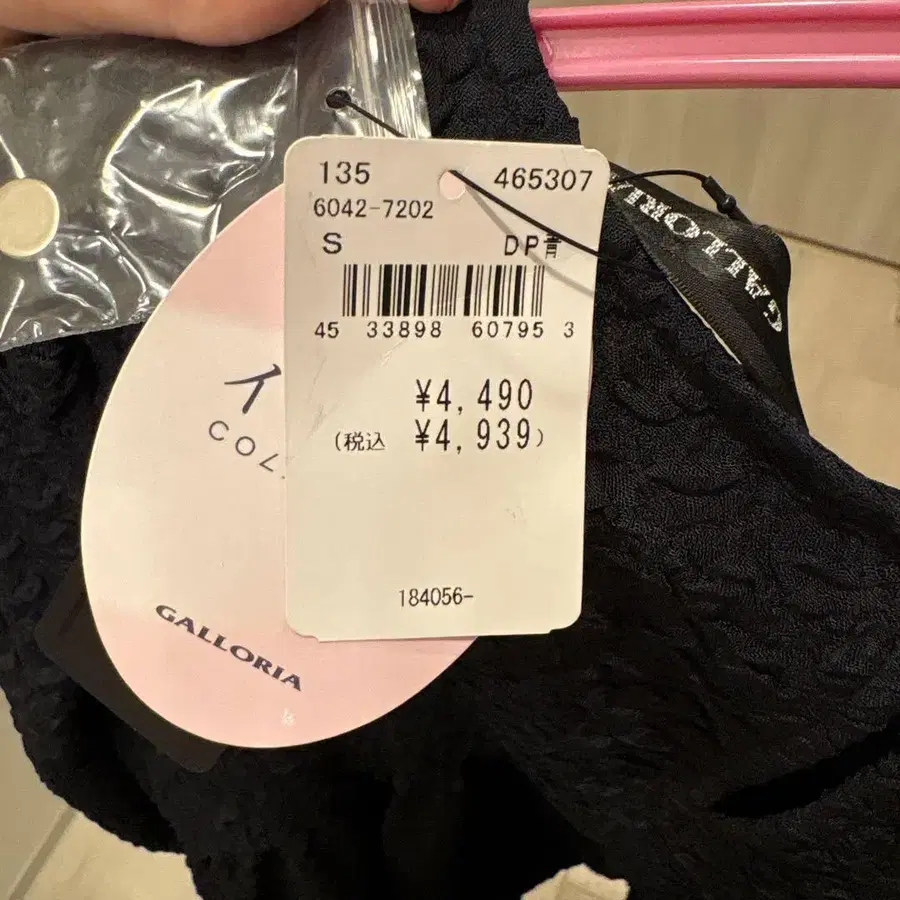 135 465307
6042-7202
S DP青
45 33898 60795 3
¥4,490
(税込 ¥4,939)
184056-
イ
COL
GALLORIA
GALLORI